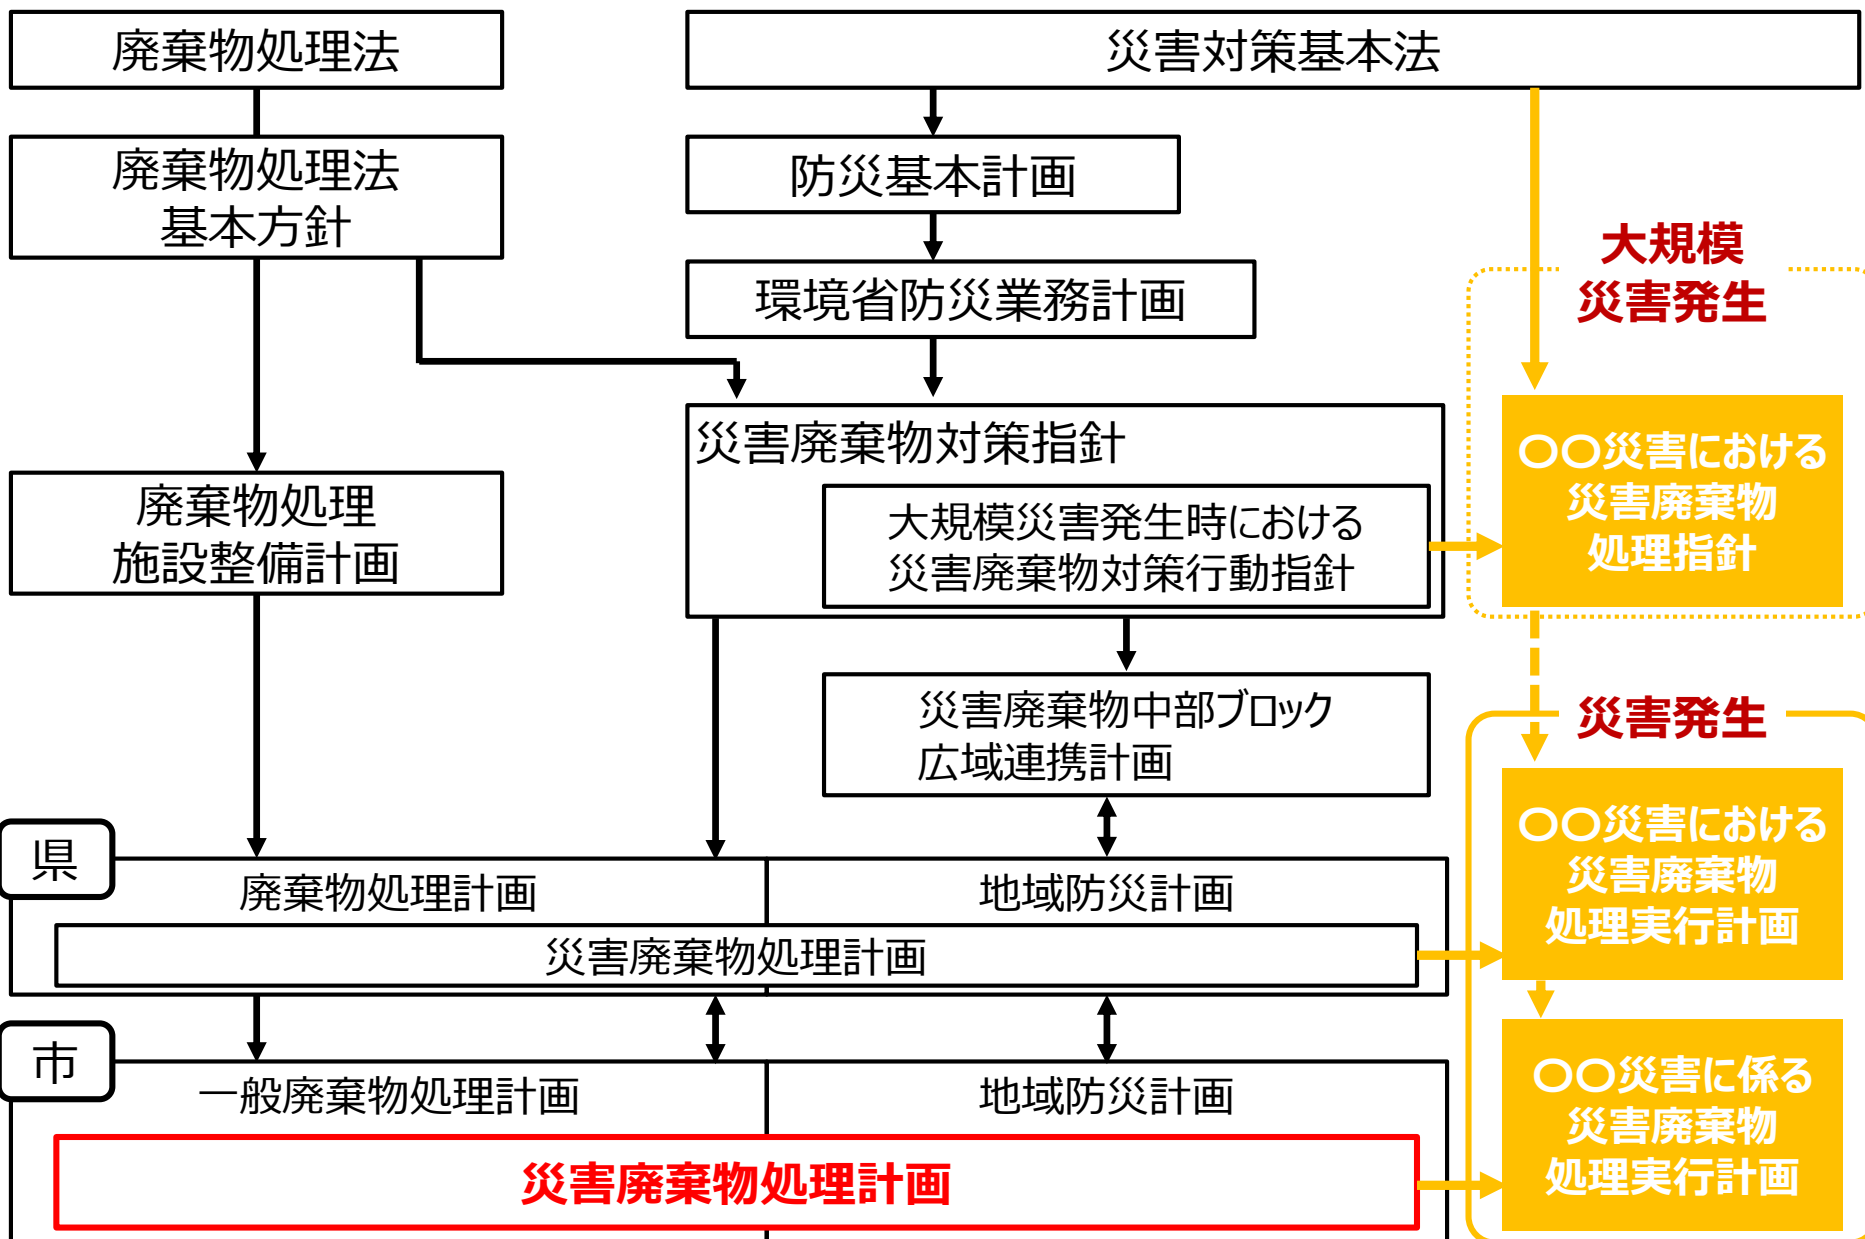 廃棄物処理法
災害対策基本法
廃棄物処理法
基本方針
防災基本計画
環境省防災業務計画
大規模
災害発生
災害廃棄物対策指針
大規模災害発生時における
災害廃棄物対策行動指針
〇〇災害における
災害廃棄物
処理指針
廃棄物処理
施設整備計画
災害廃棄物中部ブロック
広域連携計画
災害発生
〇〇災害における
災害廃棄物
処理実行計画
県
廃棄物処理計画
地域防災計画
災害廃棄物処理計画
市
一般廃棄物処理計画
地域防災計画
災害廃棄物処理計画
〇〇災害に係る
災害廃棄物
処理実行計画